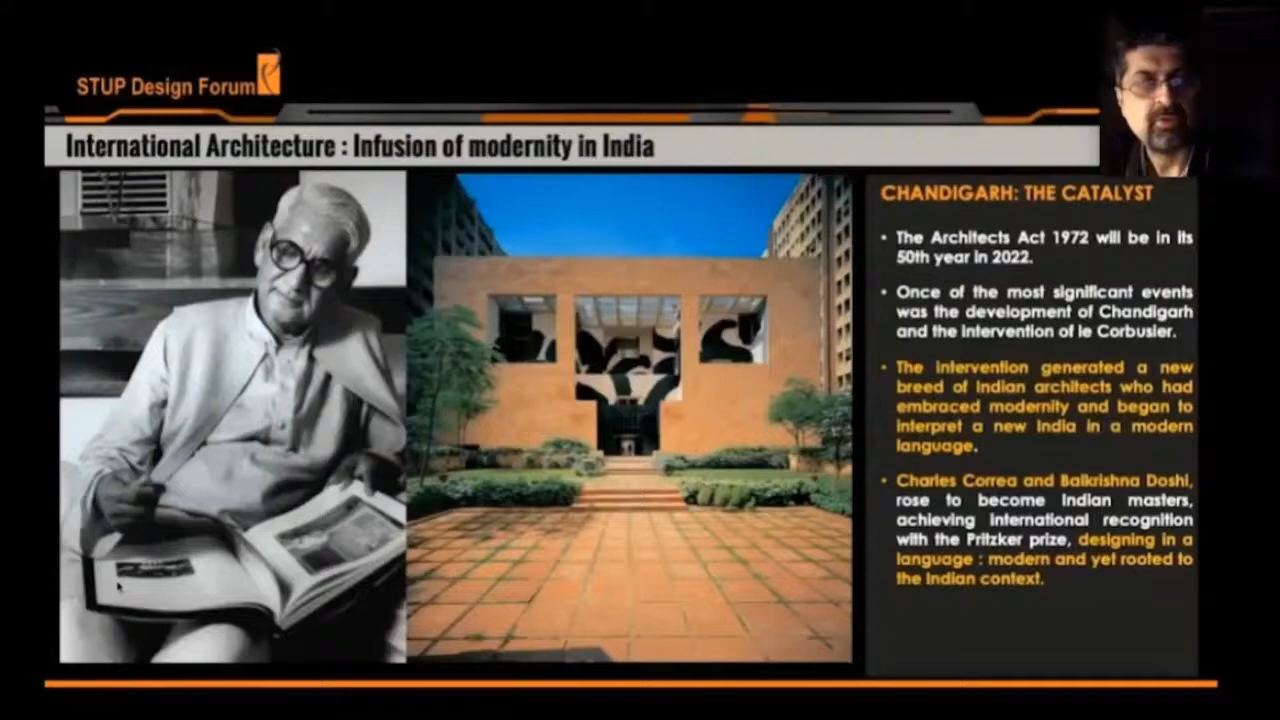 STUP Design Forum
International Architecture : Infusion of modernity in India
CHANDIGARH: THE CATALYST
• The Architects Act 1972 will be in its
50th year in 2022.
• Once of the most significant events
was the development of Chandigarh
and the intervention of le Corbusier.
• The intervention generated a new
breed of Indian architects who had
embraced modernity and began to
interpret a new India in a modern
language.
• Charles Correa and Balkrishna Doshi,
rose to become Indian masters,
achieving international recognition
with the Pritzker prize, designing in a
language : modern and yet rooted to
the Indian context.